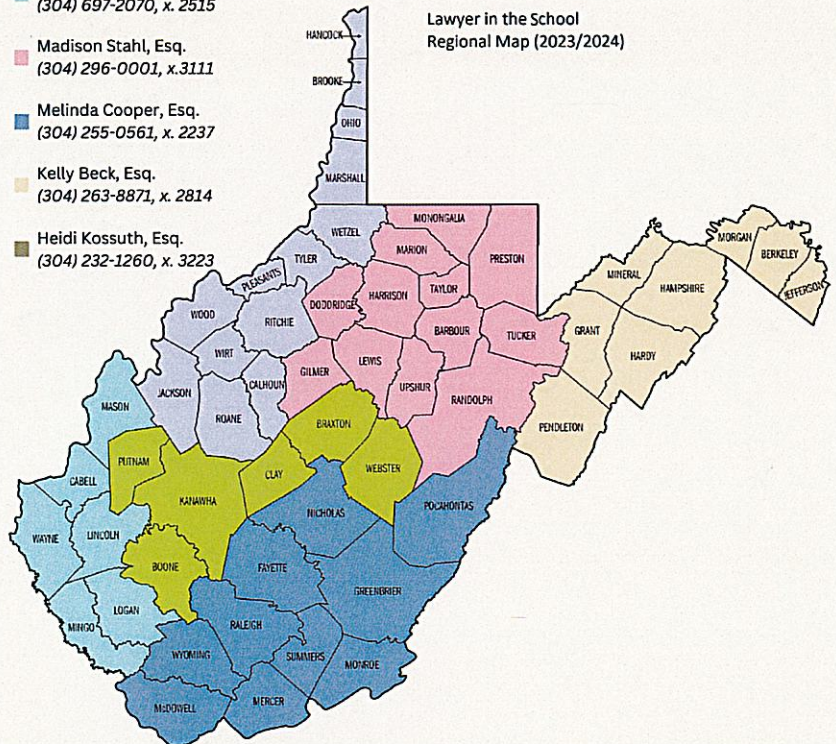 (304) 697-2070, x. 2515
Madison Stahl, Esq.
(304) 296-0001, x.3111
Melinda Cooper, Esq.
(304) 255-0561, x. 2237
Kelly Beck, Esq.
(304) 263-8871, x. 2814
Heidi Kossuth, Esq.
(304) 232-1260, x. 3223
Lawyer in the School
Regional Map (2023/2024)
HANCOCK
BROOKE
OHIO
MARSHALL
WETZEL
MONONGALIA
MARION
PRESTON
TYLER
PLEASANTS
DODDRIDGE
HARRISON
TAYLOR
WOOD
RITCHIE
BARBOUR
TUCKER
WIRT
LEWIS
GILMER
UPSHUR
RANDOLPH
JACKSON
CALHOUN
ROANE
MORGAN
BERKELEY
JEFFERSON
MINERAL
HAMPSHIRE
GRANT
HARDY
PENDLETON
MASON
BRAXTON
PUTNAM
CLAY
WEBSTER
CABELL
KANAWHA
NICHOLAS
POCAHONTAS
WAYNE
LINCOLN
BOONE
FAYETTE
GREENBRIER
LOGAN
MINGO
RALEIGH
WYOMING
SUMMERS
MONROE
MERCER
McDOWELL